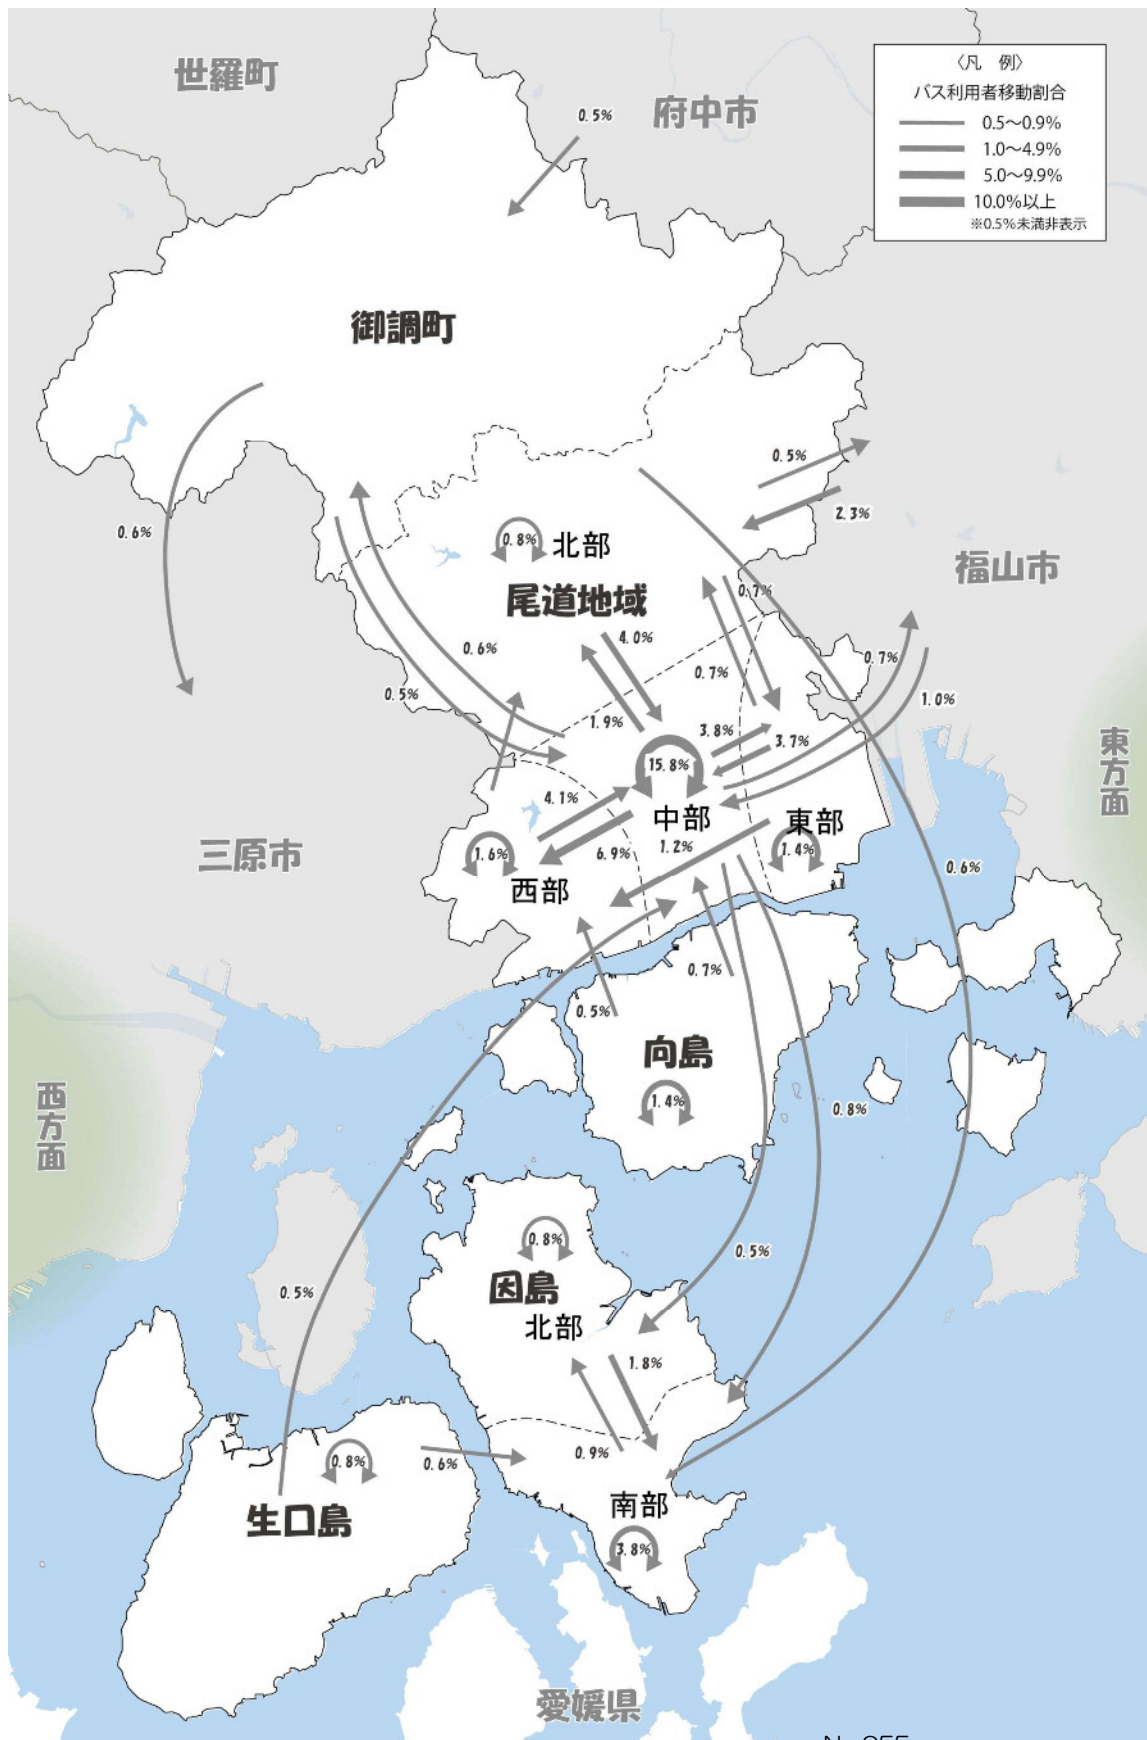 世羅町
府中市
〈凡 例〉
バス利用者移動割合
0.5〜0.9%
1.0〜4.9%
5.0〜9.9%
10.0%以上
※0.5%未満非表示
0.5%
御調町
0.5%
2.3%
0.6%
0.8%
北部
福山市
尾道地域
0.7%
4.0%
0.6%
0.7%
0.7%
0.5%
1.0%
1.9%
3.8%
3.7%
東方面
15.8%
4.1%
中部
東部
三原市
1.6%
6.9%
1.2%
1.4%
0.6%
西部
0.7%
0.5%
向島
西方面
1.4%
0.8%
0.8%
0.5%
因島
0.5%
北部
1.8%
0.9%
0.8%
0.6%
南部
生口島
3.8%
愛媛県